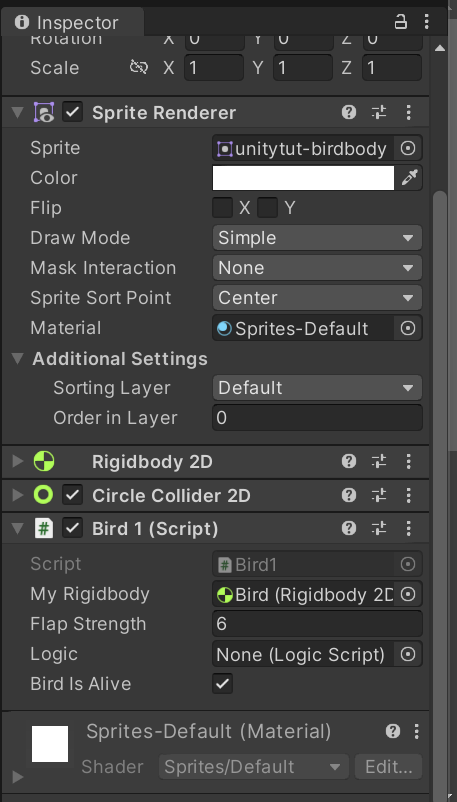 Inspector
Rotation X 0 Y 0 Z 0
Scale X 1 Y 1 Z 1
Sprite Renderer
Sprite unitytut-birdbody
Color
Flip X Y
Draw Mode Simple
Mask Interaction None
Sprite Sort Point Center
Material Sprites-Default
Additional Settings
Sorting Layer Default
Order in Layer 0
Rigidbody 2D
Circle Collider 2D
# Bird 1 (Script)
Script # Bird1
My Rigidbody Bird (Rigidbody 2D
Flap Strength 6
Logic None (Logic Script)
Bird Is Alive
Sprites-Default (Material)
Shader Sprites/Default Edit...